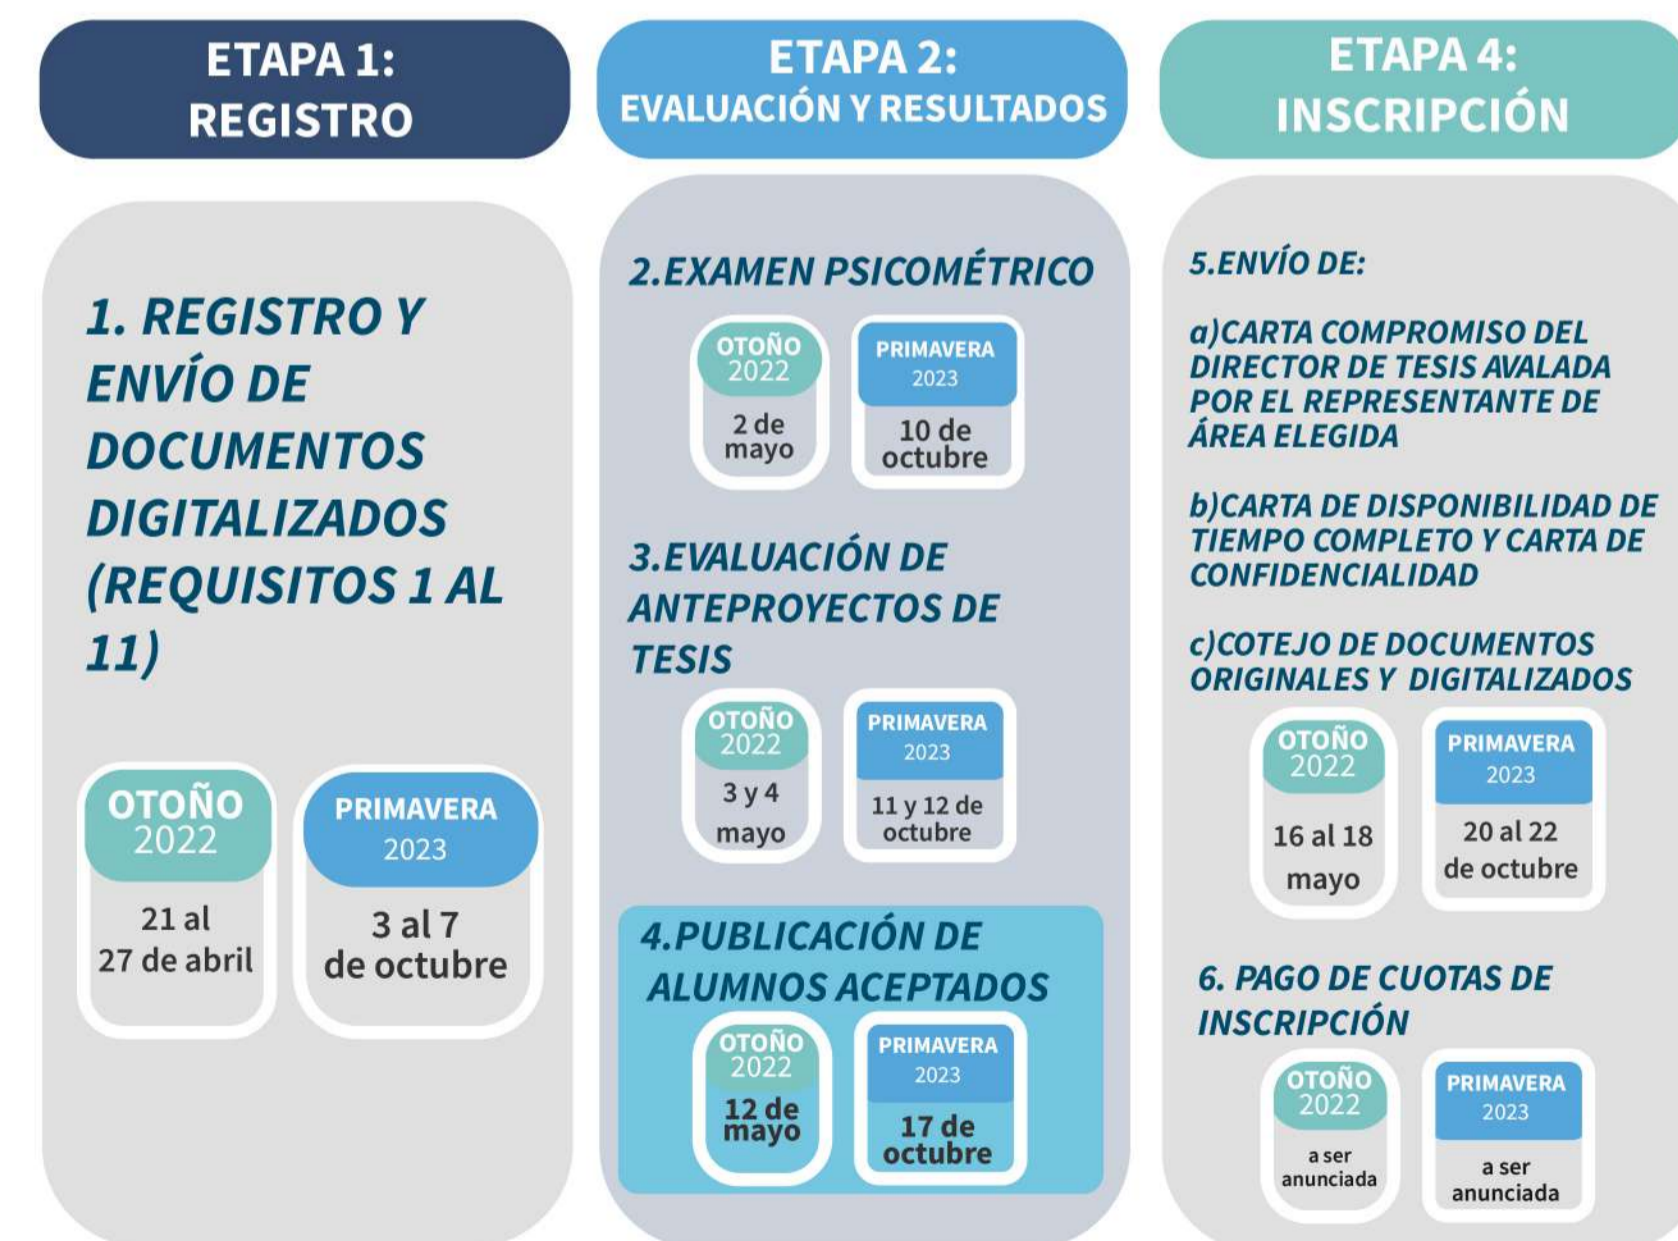 ETAPA 1:
REGISTRO
1. REGISTRO Y
ENVÍO DE
DOCUMENTOS
DIGITALIZADOS
(REQUISITOS 1 AL
11)
OTOÑO
2022
21 al
27 de abril
PRIMAVERA
2023
3 al 7
de octubre
ETAPA 2:
EVALUACIÓN Y RESULTADOS
2.EXAMEN PSICOMÉTRICO
OTOÑO
2022
2 de
mayo
PRIMAVERA
2023
10 de
octubre
3.EVALUACIÓN DE
ANTEPROYECTOS DE
TESIS
OTOÑO
2022
3 y 4
mayo
PRIMAVERA
2023
11 y 12 de
octubre
4.PUBLICACIÓN DE
ALUMNOS ACEPTADOS
OTOÑO
2022
12 de
mayo
PRIMAVERA
2023
17 de
octubre
ETAPA 4:
INSCRIPCIÓN
5.ENVÍO DE:
a)CARTA COMPROMISO DEL
DIRECTOR DE TESIS AVALADA
POR EL REPRESENTANTE DE
ÁREA ELEGIDA
b)CARTA DE DISPONIBILIDAD DE
TIEMPO COMPLETO Y CARTA DE
CONFIDENCIALIDAD
c)COTEJO DE DOCUMENTOS
ORIGINALES Y DIGITALIZADOS
OTOÑO
2022
16 al 18
mayo
PRIMAVERA
2023
20 al 22
de octubre
6. PAGO DE CUOTAS DE
INSCRIPCIÓN
OTOÑO
2022
a ser
anunciada
PRIMAVERA
2023
a ser
anunciada